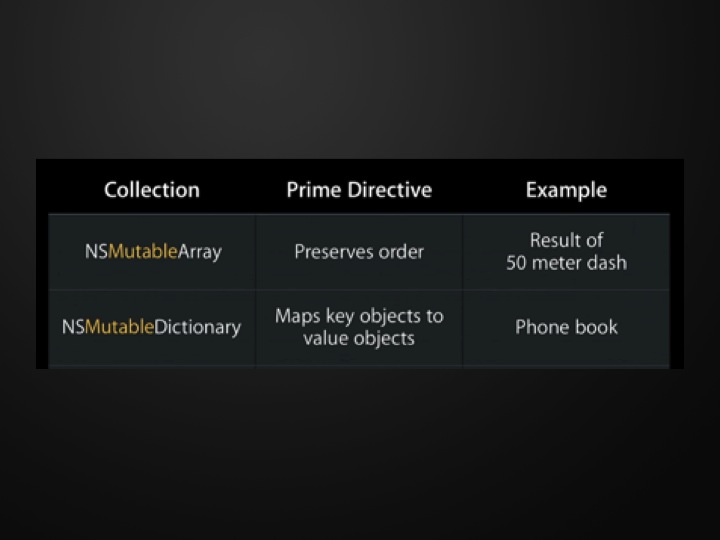 Collection Prime Directive Example
NSMutableArray Preserves order Result of
50 meter dash
NSMutableDictionary Maps key objects to
value objects Phone book